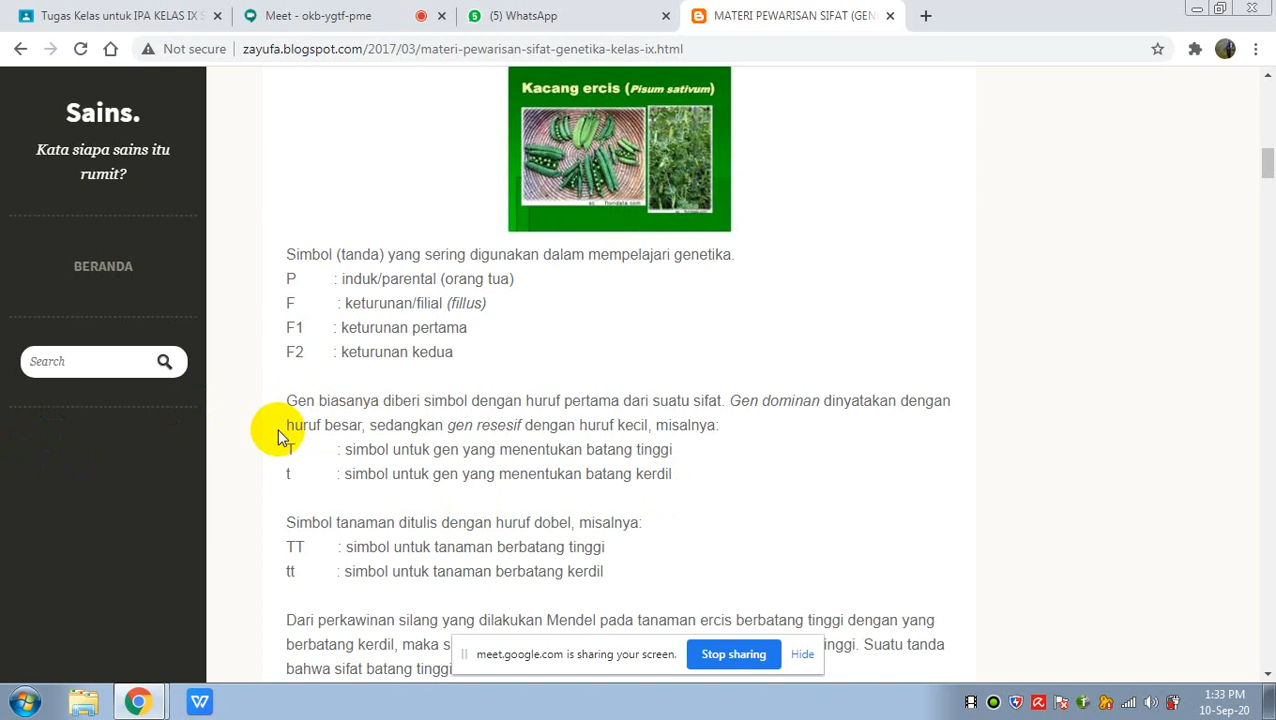 Tugas Kelas untuk IPA KELAS IX S
Meet - okb-ygtf-pme
(5) WhatsApp
MATERI PEWARISAN SIFAT (GEN
Not secure
zayufa.blogspot.com/2017/03/materi-pewarisan-sifat-genetika-kelas-ix.html
Sains.
Kata siapa sains itu
rumit?
BERANDA
Search
Kacang ercis (Pisum sativum)
Simbol (tanda) yang sering digunakan dalam mempelajari genetika.
P : induk/parental (orang tua)
F : keturunan/filial (fillus)
F1 : keturunan pertama
F2 : keturunan kedua
Gen biasanya diberi simbol dengan huruf pertama dari suatu sifat. Gen dominan dinyatakan dengan
huruf besar, sedangkan gen resesif dengan huruf kecil, misalnya:
T : simbol untuk gen yang menentukan batang tinggi
t : simbol untuk gen yang menentukan batang kerdil
Simbol tanaman ditulis dengan huruf dobel, misalnya:
TT : simbol untuk tanaman berbatang tinggi
tt : simbol untuk tanaman berbatang kerdil
Dari perkawinan silang yang dilakukan Mendel pada tanaman ercis berbatang tinggi dengan yang
berbatang kerdil, maka s inggi. Suatu tanda
bahwa sifat batang tinggi
meet.google.com is sharing your screen.
Stop sharing
Hide
W
1:33 PM
10-Sep-20